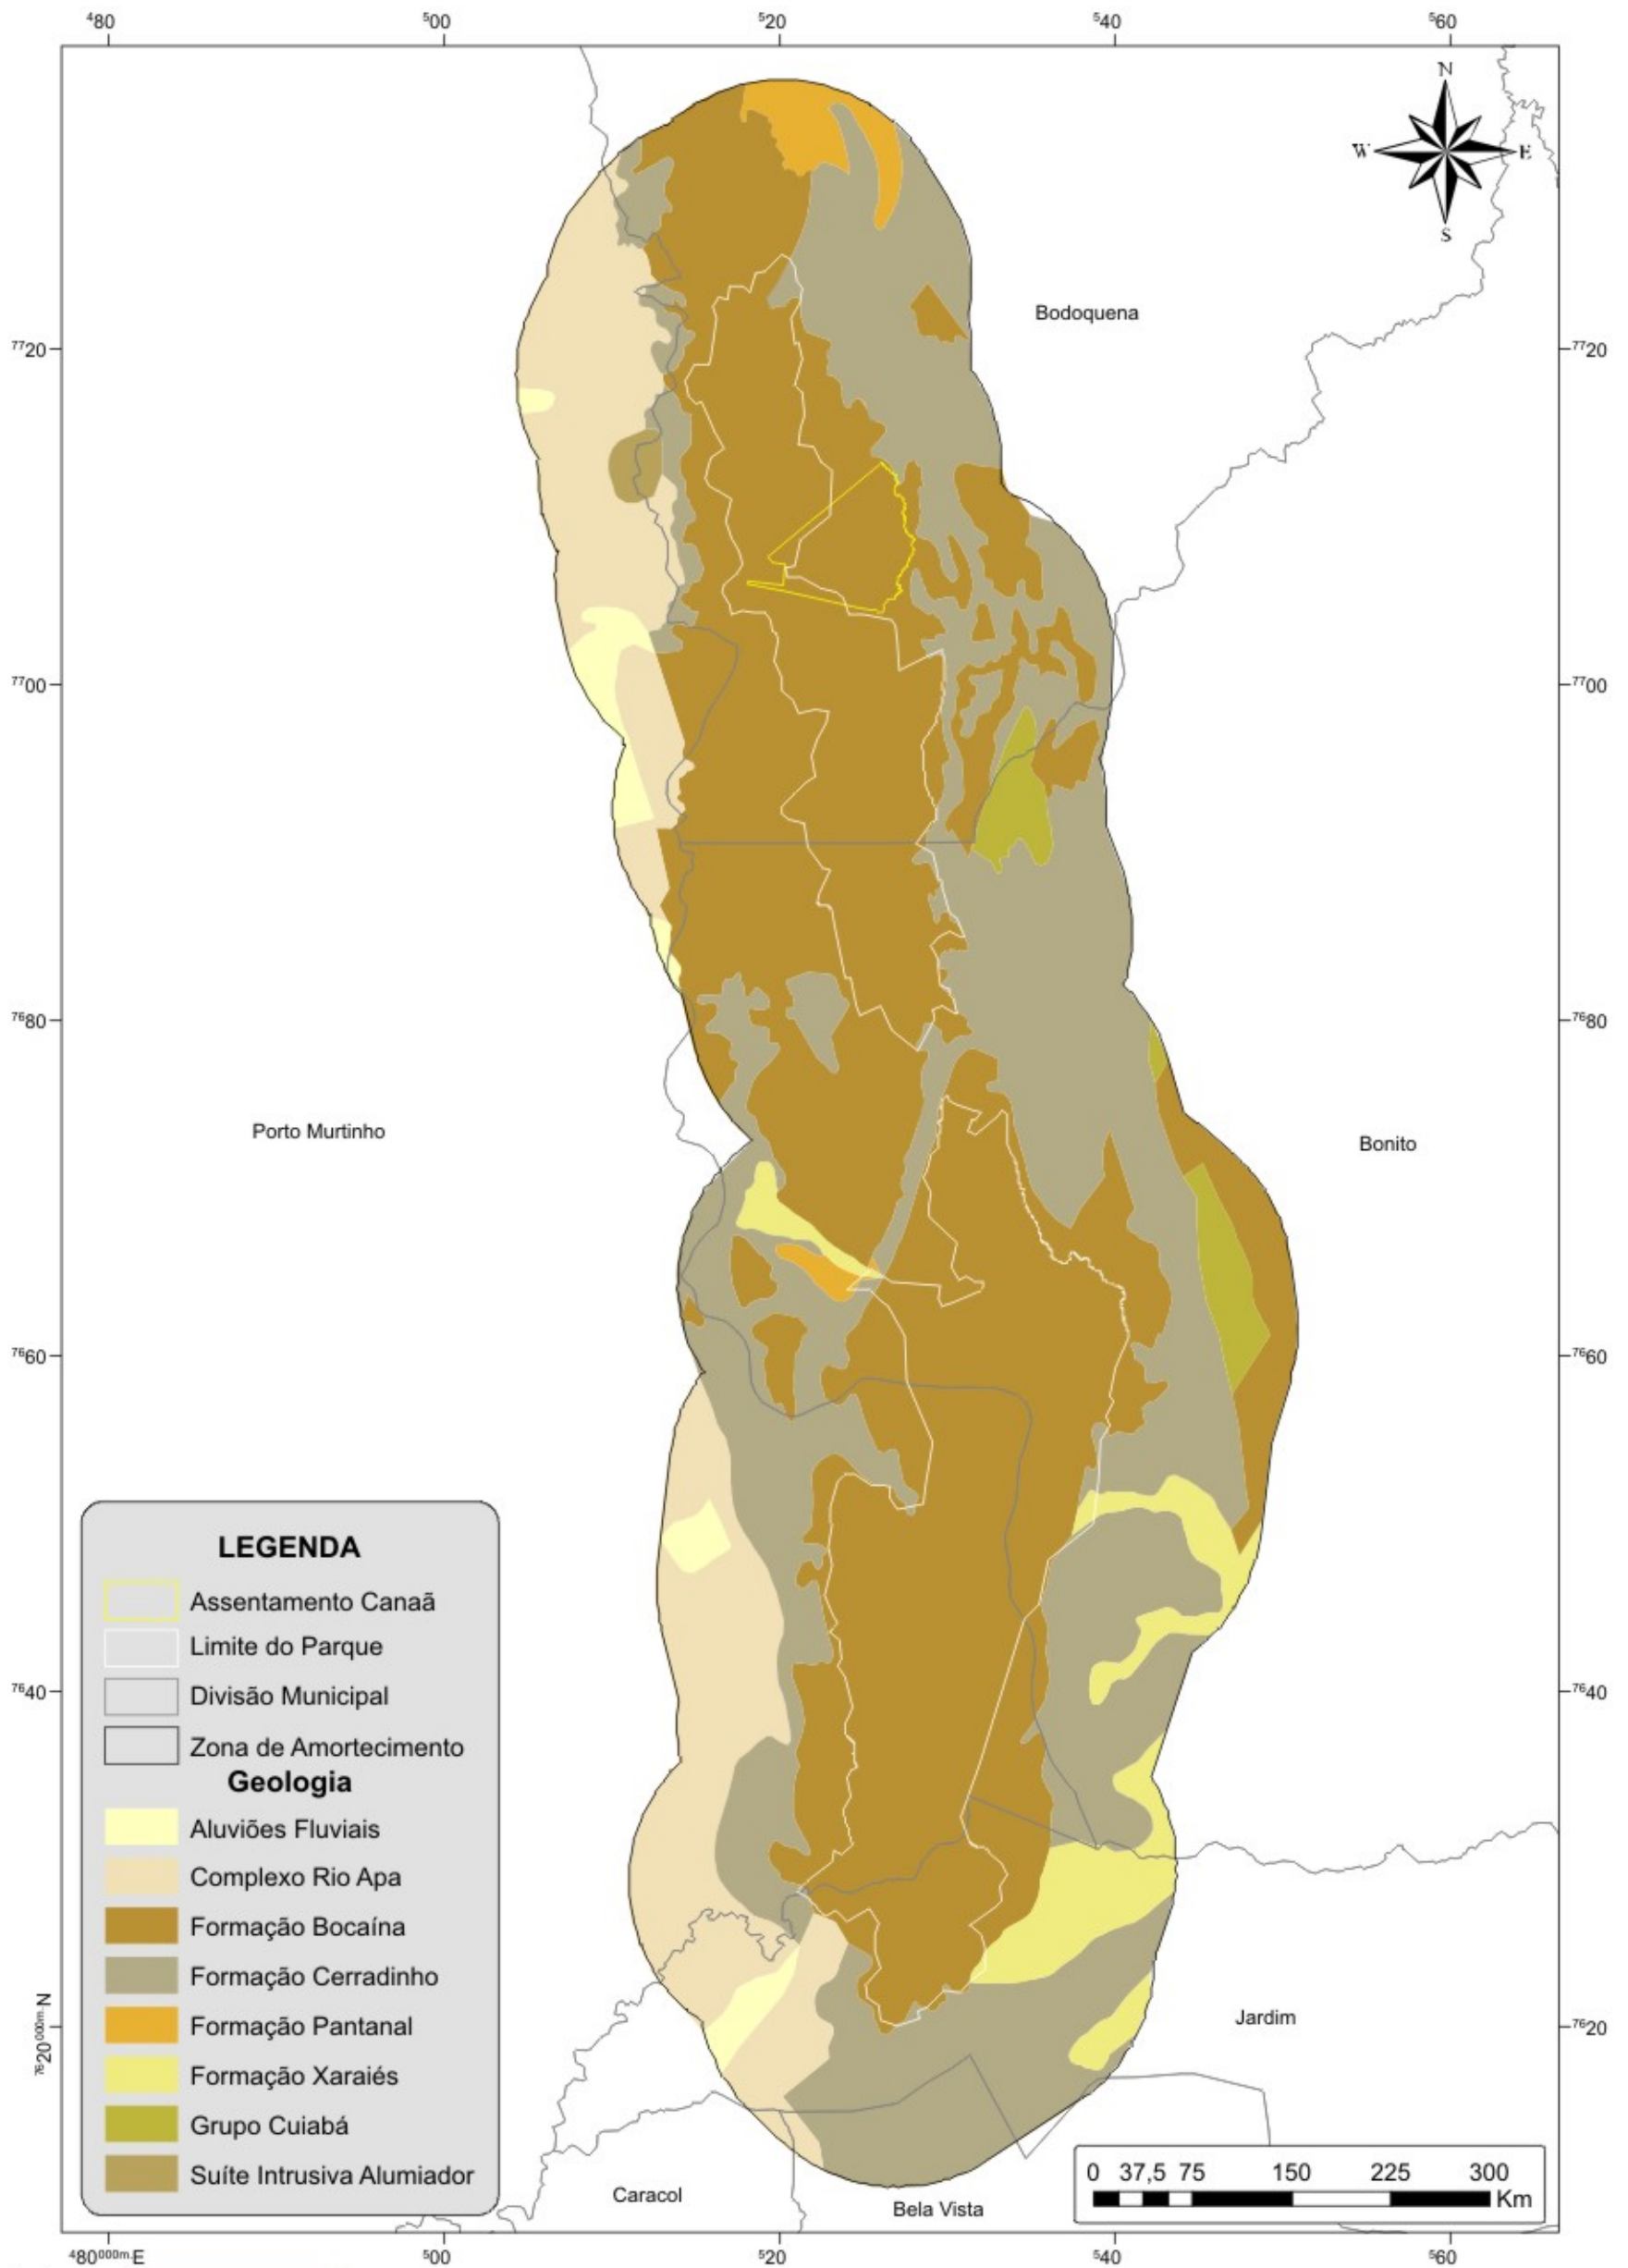 480 500 520 540 560
N
W E
S
Bodoquena
7720 7720
7700 7700
7680 7680
Porto Murtinho
Bonito
7660 7660
LEGENDA
Assentamento Canaã
Limite do Parque
7640 7640
Divisão Municipal
Zona de Amortecimento
Geologia
Aluviões Fluviais
Complexo Rio Apa
Formação Bocaína
Formação Cerradinho
Formação Pantanal
7620000m.N 7620
Jardim
Formação Xaraiés
Grupo Cuiabá
Suíte Intrusiva Alumiador
0 37,5 75 150 225 300
Km
Caracol
Bela Vista
480000m.E 500 520 540 560